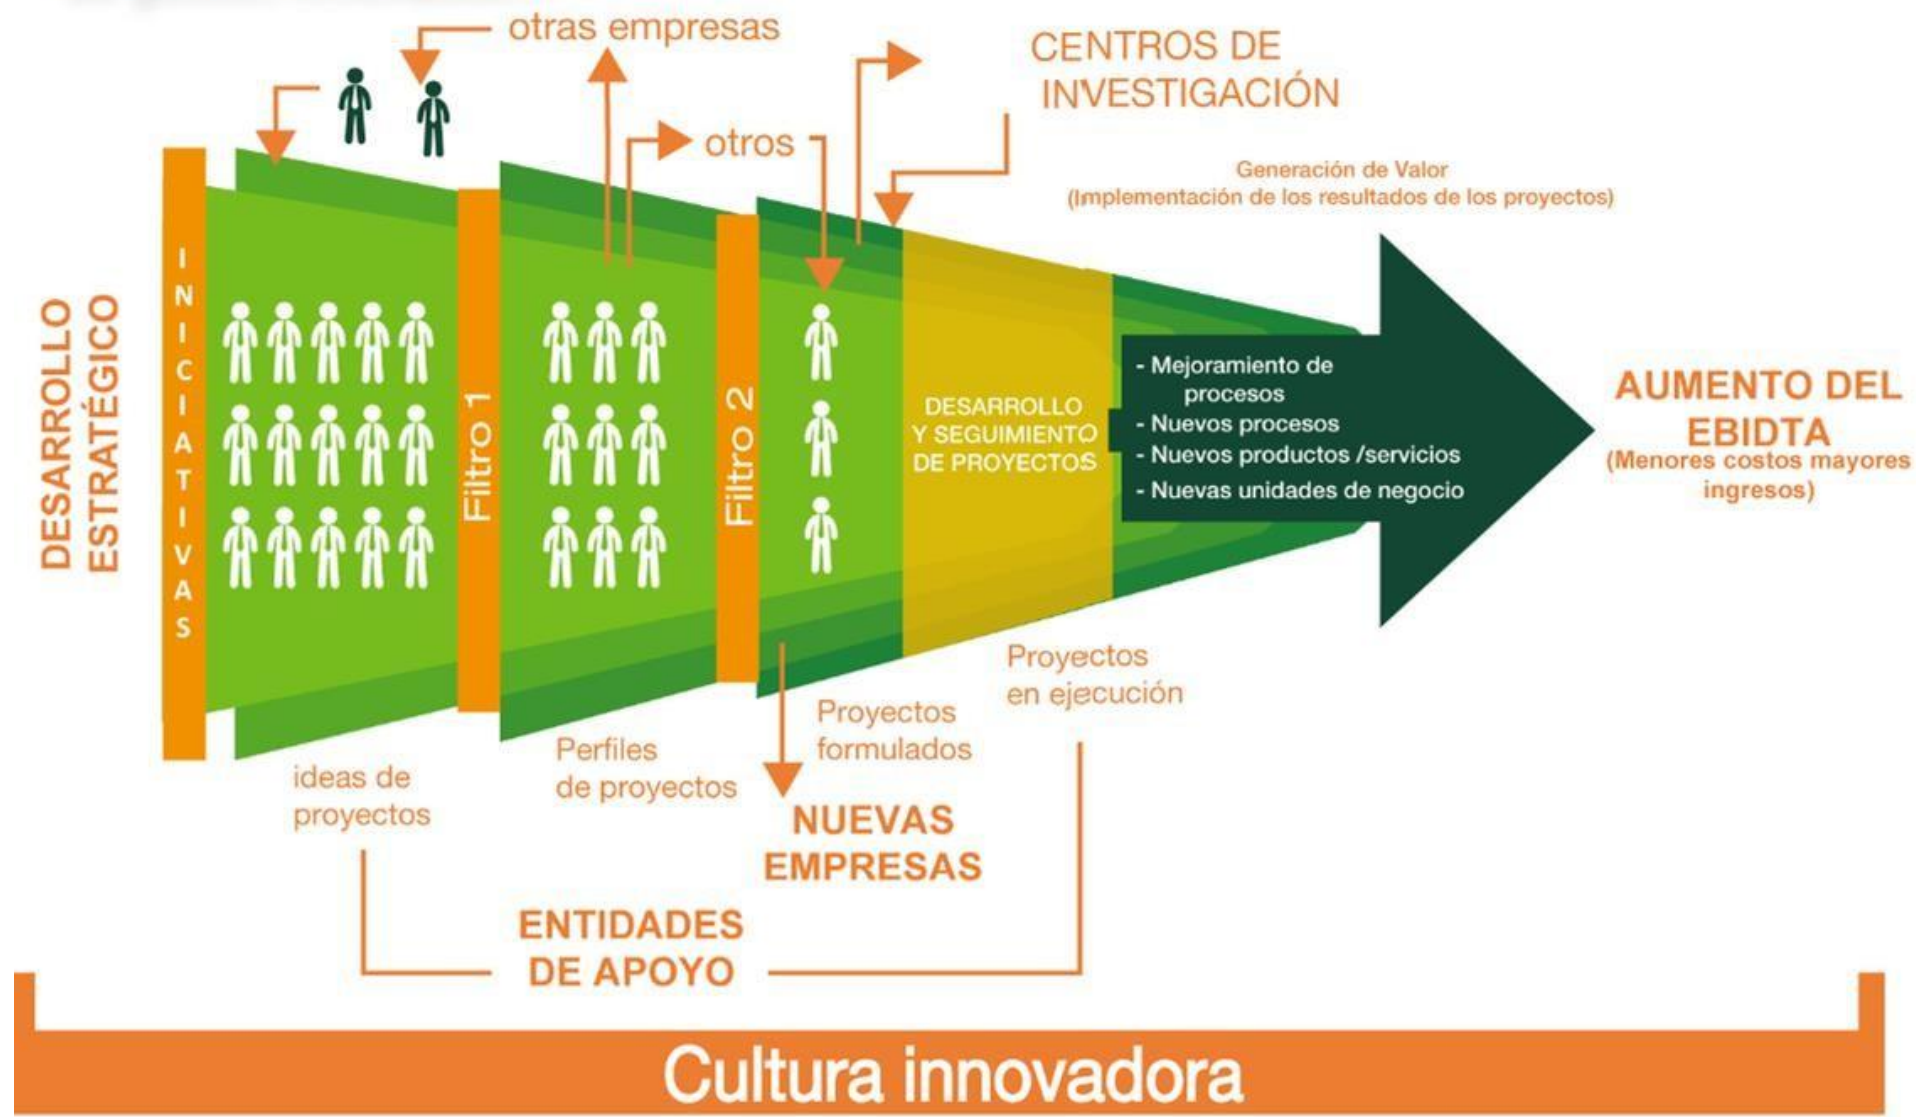 otras empresas
CENTROS DE
INVESTIGACIÓN
otros
Generación de Valor
(Implementación de los resultados de los proyectos)
DESARROLLO
ESTRATÉGICO
INICIATIVAS
Filtro 1
Filtro 2
DESARROLLO
Y SEGUIMIENTO
DE PROYECTOS
- Mejoramiento de
procesos
- Nuevos procesos
- Nuevos productos /servicios
- Nuevas unidades de negocio
AUMENTO DEL
EBIDTA
(Menores costos mayores
ingresos)
ideas de
proyectos
Perfiles
de proyectos
Proyectos
formulados
Proyectos
en ejecución
NUEVAS
EMPRESAS
ENTIDADES
DE APOYO
Cultura innovadora